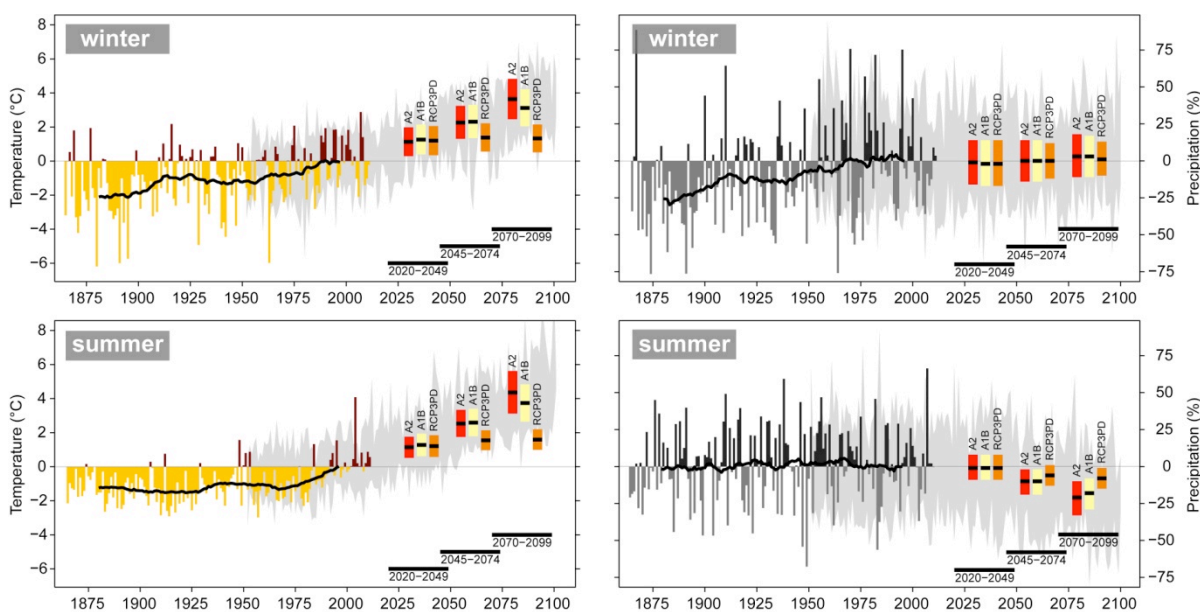 winter
Temperature (°C)
8
6
4
2
0
−2
−4
−6
A2
A1B
RCP3PD
A2
A1B
RCP3PD
A2
A1B
RCP3PD
2070−2099
2045−2074
2020−2049
1875 1900 1925 1950 1975 2000 2025 2050 2075 2100
winter
Precipitation (%)
75
50
25
0
−25
−50
−75
A2
A1B
RCP3PD
A2
A1B
RCP3PD
A2
A1B
RCP3PD
2070−2099
2045−2074
2020−2049
1875 1900 1925 1950 1975 2000 2025 2050 2075 2100
summer
Temperature (°C)
8
6
4
2
0
−2
−4
−6
A2
A1B
RCP3PD
A2
A1B
RCP3PD
A2
A1B
RCP3PD
2070−2099
2045−2074
2020−2049
1875 1900 1925 1950 1975 2000 2025 2050 2075 2100
summer
Precipitation (%)
75
50
25
0
−25
−50
−75
A2
A1B
RCP3PD
A2
A1B
RCP3PD
A2
A1B
RCP3PD
2070−2099
2045−2074
2020−2049
1875 1900 1925 1950 1975 2000 2025 2050 2075 2100